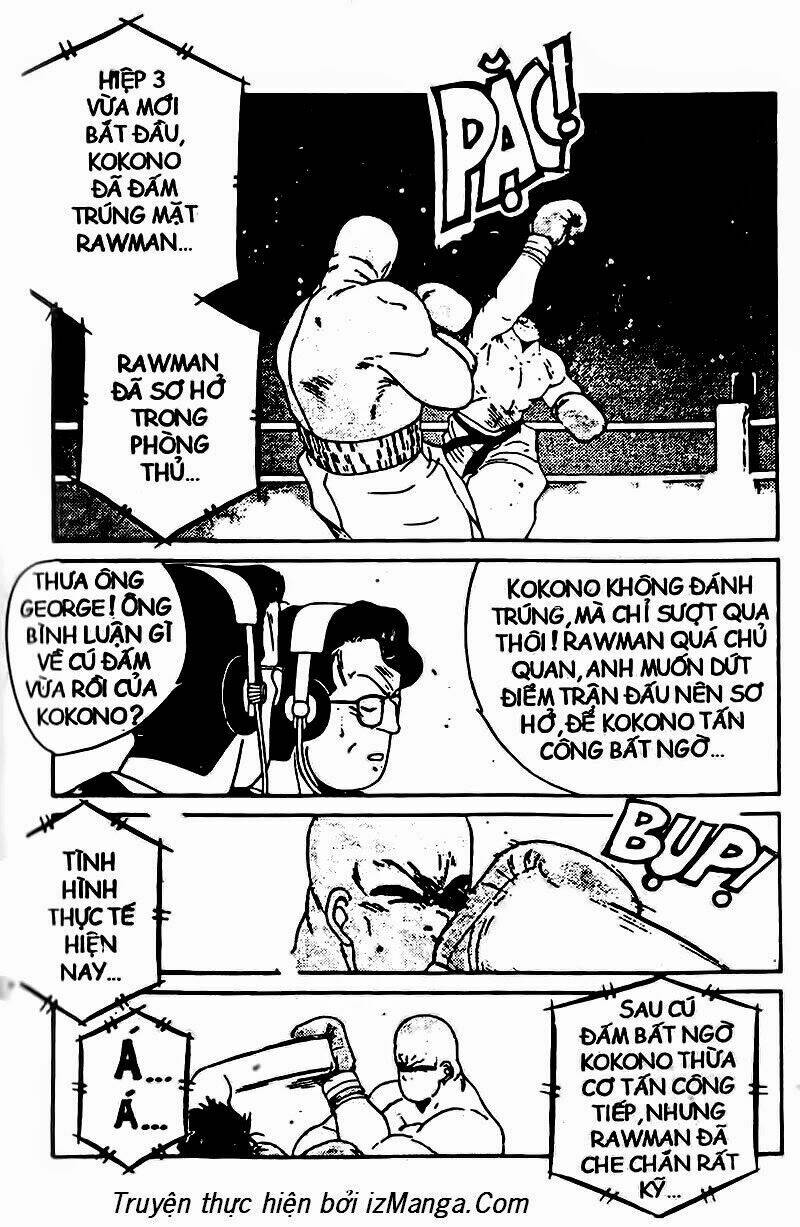 HIỆP 3
VỪA MỚI
BẮT ĐẦU,
KOKONO
ĐÃ ĐẤM
TRÚNG MẶT
RAWMAN...
PẶC!
RAWMAN
ĐÃ SƠ HỞ
TRONG
PHÒNG
THỦ...
THƯA ÔNG
GEORGE! ÔNG
BÌNH LUẬN GÌ
VỀ CÚ ĐẤM
VỪA RỒI CỦA
KOKONO?
KOKONO KHÔNG ĐÁNH
TRÚNG, MÀ CHỈ SƯỢT QUA
THÔI! RAWMAN QUÁ CHỦ
QUAN, ANH MUỐN DỨT
ĐIỂM TRẬN ĐẤU NÊN SƠ
HỞ, ĐỂ KOKONO TẤN
CÔNG BẤT NGỜ...
TÌNH
HÌNH
THỰC TẾ
HIỆN
NAY...
BỤP!
Á...
Á...
SAU CÚ
ĐẤM BẤT NGỜ
KOKONO THỪA
CƠ TẤN CÔNG
TIẾP, NHƯNG
RAWMAN ĐÃ
CHE CHẮN RẤT
KỸ...
Truyện thực hiện bởi izManga.Com